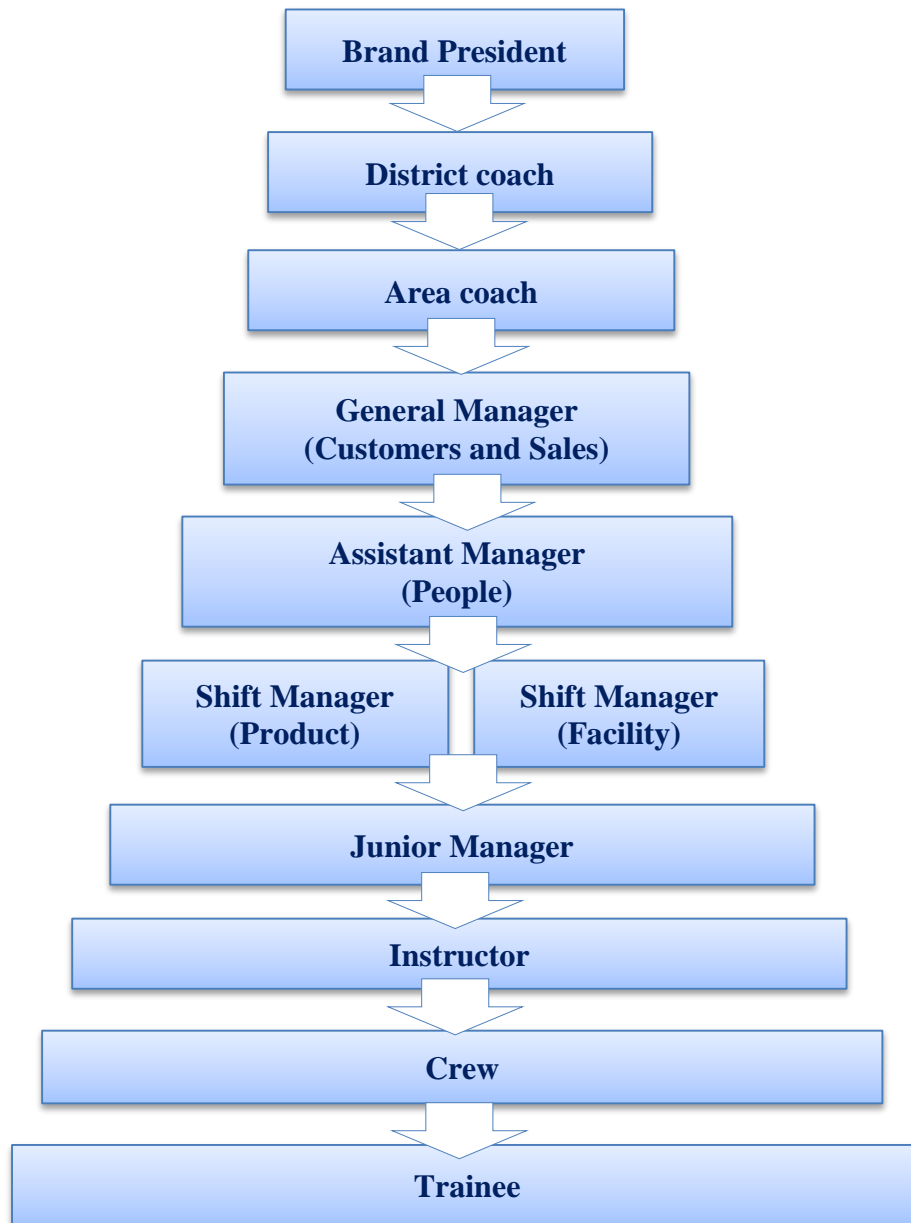 Brand President
District coach
Area coach
General Manager
(Customers and Sales)
Assistant Manager
(People)
Shift Manager
(Product)
Shift Manager
(Facility)
Junior Manager
Instructor
Crew
Trainee